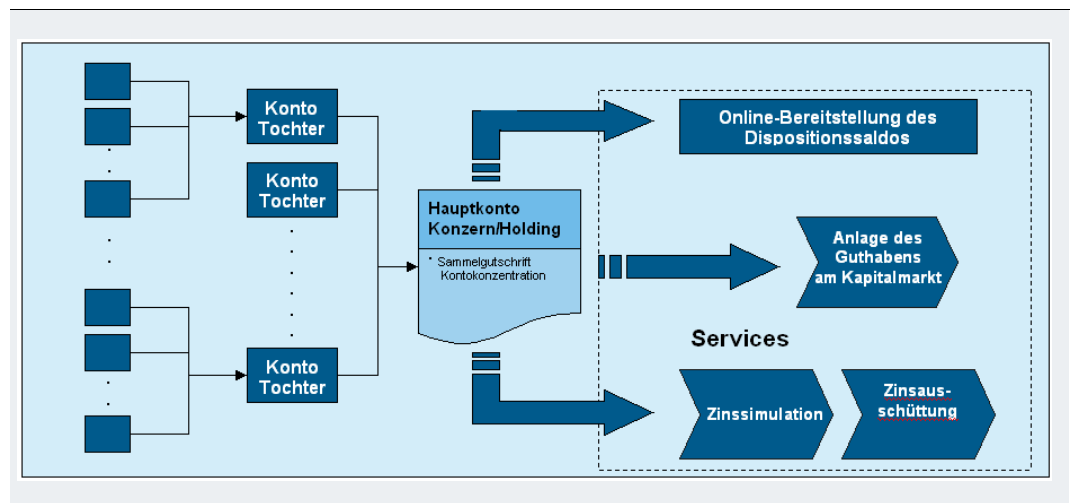 Konto
Tochter
Konto
Tochter
Konto
Tochter
Hauptkonto
Konzern/Holding
· Sammelgutschrift
Kontokonzentration
Online-Bereitstellung des
Dispositionssaldos
Anlage des
Guthabens
am Kapitalmarkt
Services
Zinssimulation
Zinsaus-
schüttung